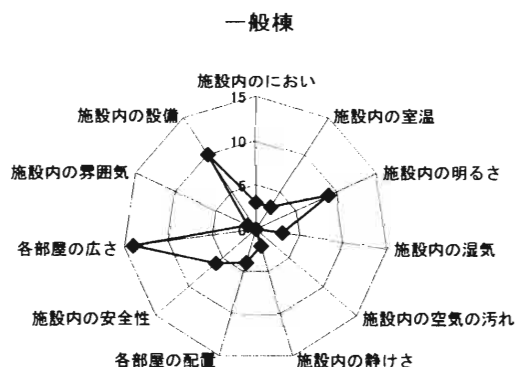 一般棟
施設内のにおい
15
施設内の設備
施設内の室温
10
施設内の雰囲気
施設内の明るさ
5
各部屋の広さ
0
施設内の湿気
施設内の安全性
施設内の空気の汚れ
各部屋の配置
施設内の静けさ